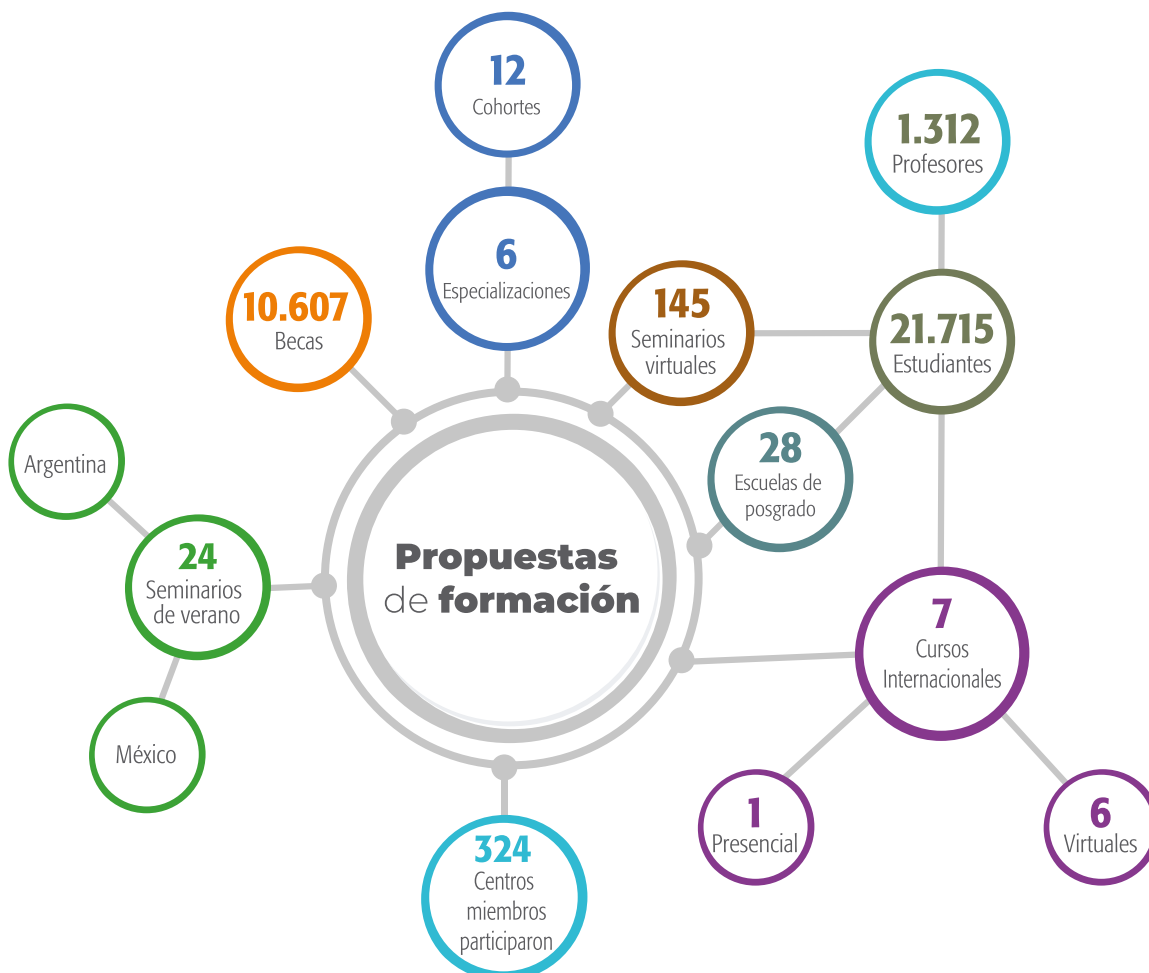 12
Cohortes
1.312
Profesores
6
Especializaciones
10.607
Becas
145
Seminarios
virtuales
21.715
Estudiantes
Argentina
28
Escuelas de
posgrado
24
Seminarios
de verano
Propuestas
de formación
7
Cursos
Internacionales
México
1
Presencial
6
Virtuales
324
Centros
miembros
participaron